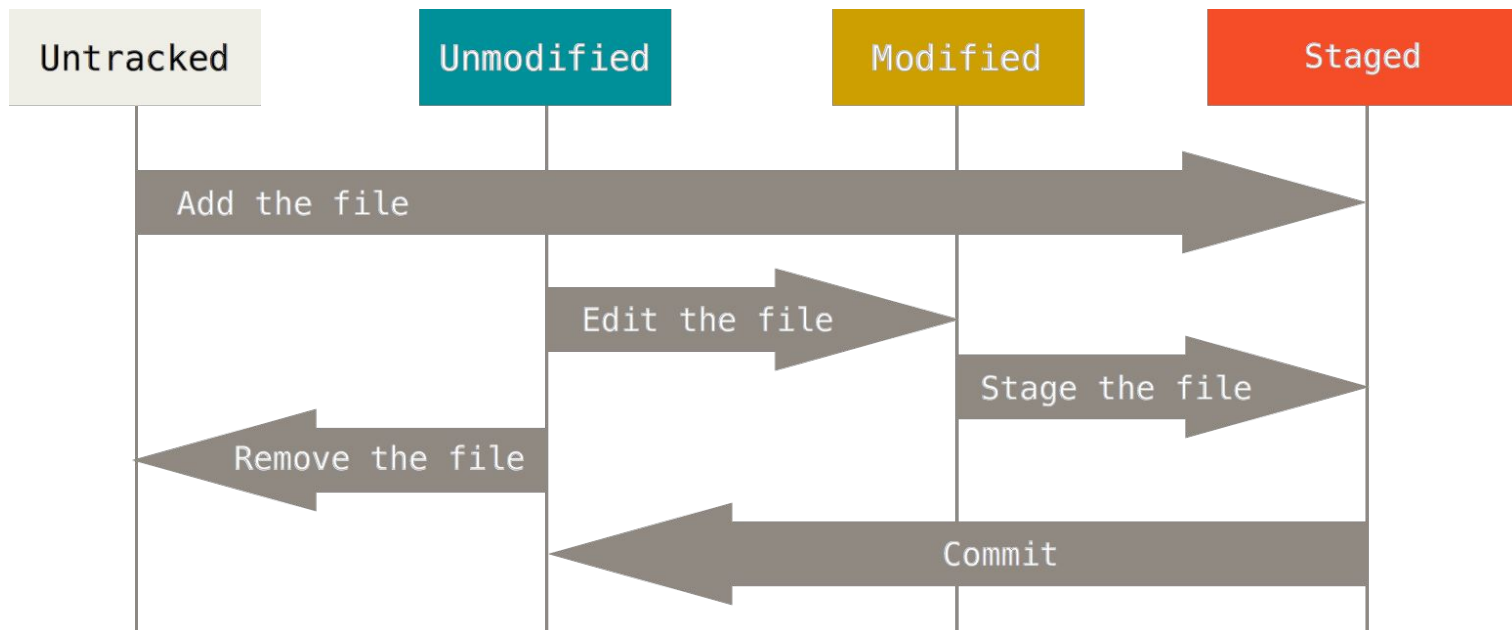 Untracked
Unmodified
Modified
Staged
Add the file
Edit the file
Stage the file
Remove the file
Commit